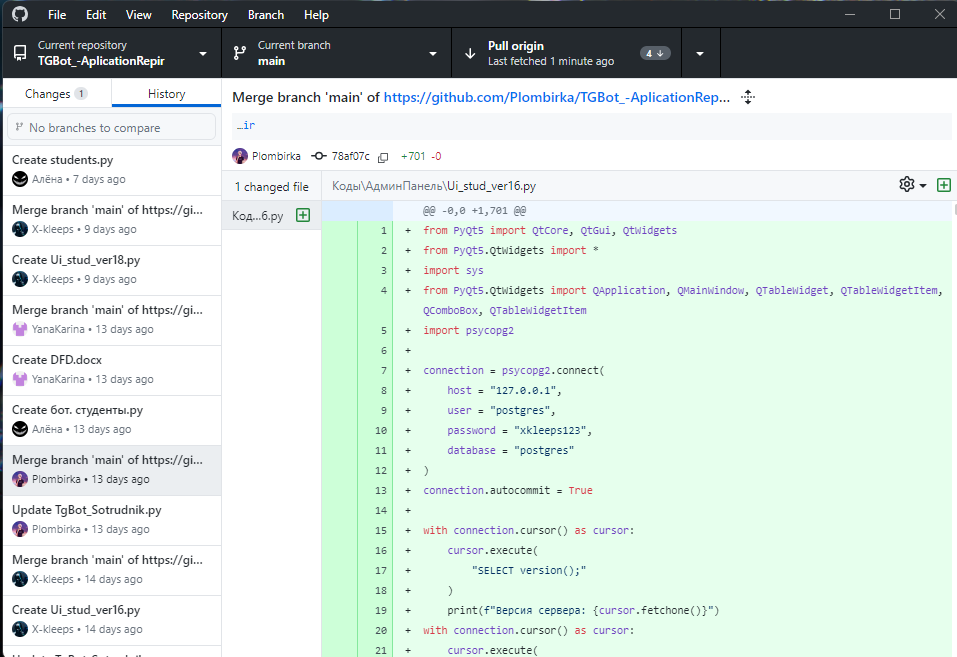 File Edit View Repository Branch Help
Current repository
TGBot_-AplicationRepir
Current branch
main
Pull origin
Last fetched 1 minute ago
4
Changes 1
History
No branches to compare
Create students.py
Алёна • 7 days ago
Merge branch 'main' of https://gi...
X-kleeps • 9 days ago
Create Ui_stud_ver18.py
X-kleeps • 9 days ago
Merge branch 'main' of https://gi...
YanaKarina • 13 days ago
Create DFD.docx
YanaKarina • 13 days ago
Create бот. студенты.py
Алёна • 13 days ago
Merge branch 'main' of https://gi...
Plombirka • 13 days ago
Update TgBot_Sotrudnik.py
Plombirka • 13 days ago
Merge branch 'main' of https://gi...
X-kleeps • 14 days ago
Create Ui_stud_ver16.py
X-kleeps • 14 days ago
Merge branch 'main' of https://github.com/Plombirka/TGBot_-AplicationRep...
…ir
Plombirka 78af07c +701 -0
1 changed file
Код...6.py
Коды\АдминПанель\Ui_stud_ver16.py
@@ -0,0 +1,701 @@
1 + from PyQt5 import QtCore, QtGui, QtWidgets
2 + from PyQt5.QtWidgets import *
3 + import sys
4 + from PyQt5.QtWidgets import QApplication, QMainWindow, QTableWidget, QTableWidgetItem,
QComboBox, QTableWidgetItem
5 + import psycopg2
6 +
7 + connection = psycopg2.connect(
8 + host = "127.0.0.1",
9 + user = "postgres",
10 + password = "xkleeps123",
11 + database = "postgres"
12 + )
13 + connection.autocommit = True
14 +
15 + with connection.cursor() as cursor:
16 + cursor.execute(
17 + "SELECT version();"
18 + )
19 + print(f"Версия сервера: {cursor.fetchone()}")
20 + with connection.cursor() as cursor:
21 + cursor.execute(